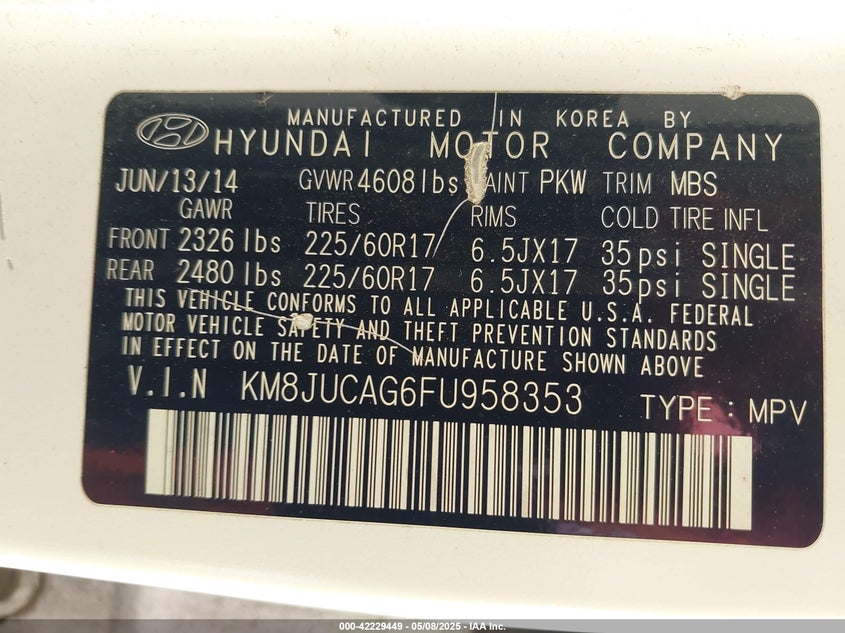 MANUFACTURED IN KOREA BY
HYUNDAI MOTOR COMPANY
JUN/13/14 GVWR 4608 lbs AINT PKW TRIM MBS
GAWR TIRES RIMS COLD TIRE INFL
FRONT 2326 lbs 225/60R17 6.5JX17 35psi SINGLE
REAR 2480 lbs 225/60R17 6.5JX17 35psi SINGLE
THIS VEHICLE CONFORMS TO ALL APPLICABLE U.S.A. FEDERAL
MOTOR VEHICLE SAFETY AND THEFT PREVENTION STANDARDS
IN EFFECT ON THE DATE OF MANUFACTURE SHOWN ABOVE
V.I.N KM8JUCAG6FU958353 TYPE : MPV
000-42229449 - 05/08/2025 - IAA Inc.